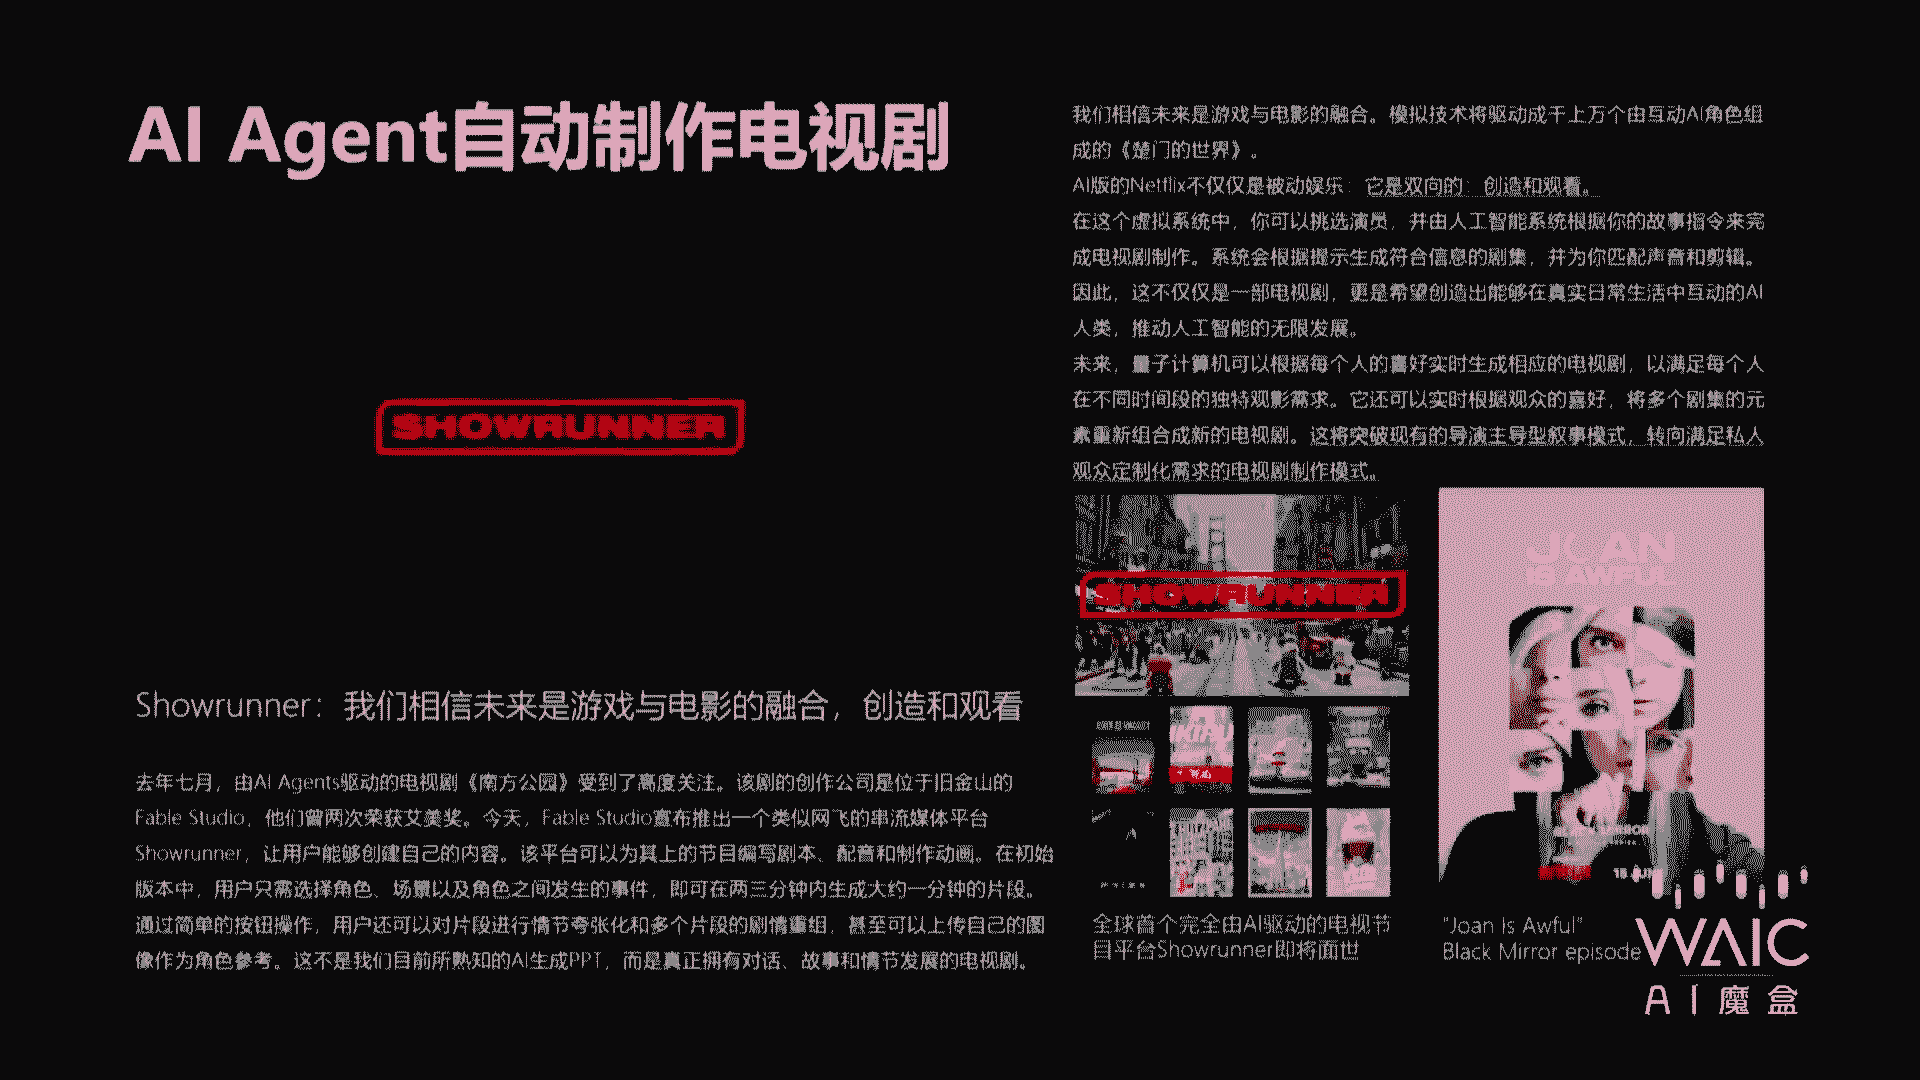 AI Agent自动制作电视剧
SHOWRUNNER
Showrunner：我们相信未来是游戏与电影的融合，创造和观看
去年七月，由AI Agents驱动的电视剧《南方公园》受到了高度关注。该剧的创作公司是位于旧金山的
Fable Studio，他们曾两次荣获艾美奖。今天，Fable Studio宣布推出一个类似网飞的串流媒体平台
Showrunner，让用户能够创建自己的内容。该平台可以为其上的节目编写剧本、配音和制作动画。在初始
版本中，用户只需选择角色、场景以及角色之间发生的事件，即可在两三分钟内生成大约一分钟的片段。
通过简单的按钮操作，用户还可以对片段进行情节夸张化和多个片段的剧情重组，甚至可以上传自己的图
像作为角色参考。这不是我们目前所熟知的AI生成PPT，而是真正拥有对话、故事和情节发展的电视剧。
我们相信未来是游戏与电影的融合。模拟技术将驱动成千上万个由互动AI角色组
成的《楚门的世界》。
AI版的Netflix不仅仅是被动娱乐：它是双向的：创造和观看。
在这个虚拟系统中，你可以挑选演员，并由人工智能系统根据你的故事指令来完
成电视剧制作。系统会根据提示生成符合信息的剧集，并为你匹配声音和剪辑。
因此，这不仅仅是一部电视剧，更是希望创造出能够在真实日常生活中互动的AI
人类，推动人工智能的无限发展。
未来，量子计算机可以根据每个人的喜好实时生成相应的电视剧，以满足每个人
在不同时间段的独特观影需求。它还可以实时根据观众的喜好，将多个剧集的元
素重新组合成新的电视剧。这将突破现有的导演主导型叙事模式，转向满足私人
观众定制化需求的电视剧制作模式。
SHOWRUNNER
全球首个完全由AI驱动的电视节
目平台Showrunner即将面世
JOAN
IS AWFUL
"Joan Is Awful"
Black Mirror episode
WAIC
AI魔盒